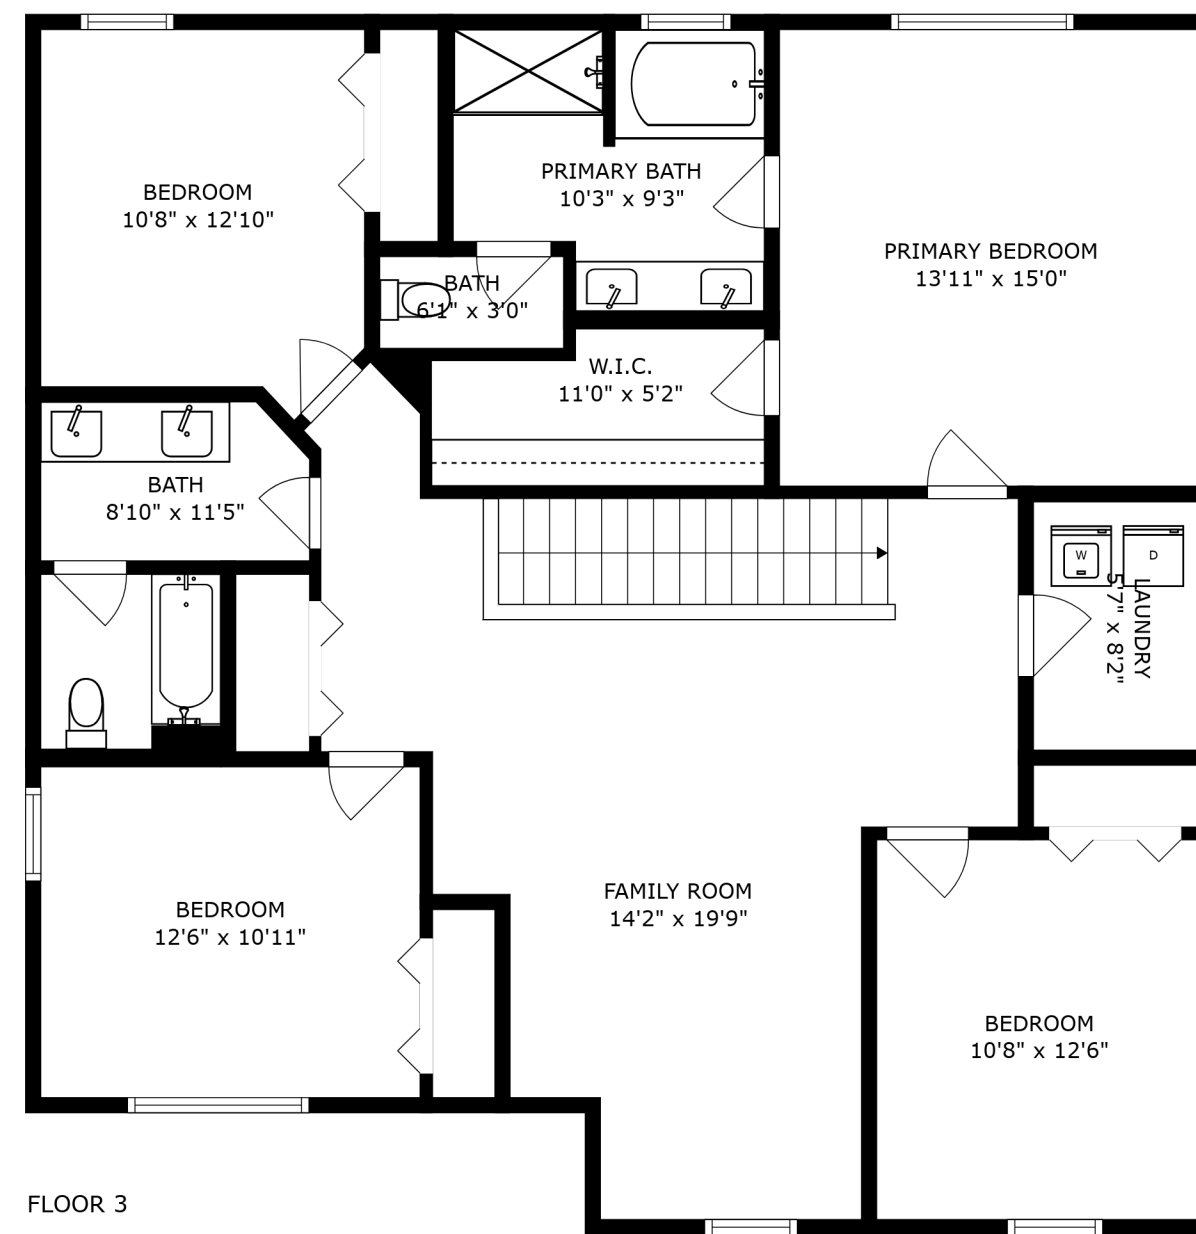 BEDROOM
10'8" x 12'10"
PRIMARY BATH
10'3" x 9'3"
PRIMARY BEDROOM
13'11" x 15'0"
BATH
6'1" x 3'0"
W.I.C.
11'0" x 5'2"
BATH
8'10" x 11'5"
W
D
LAUNDRY
5'7" x 8'2"
BEDROOM
12'6" x 10'11"
FAMILY ROOM
14'2" x 19'9"
BEDROOM
10'8" x 12'6"
FLOOR 3